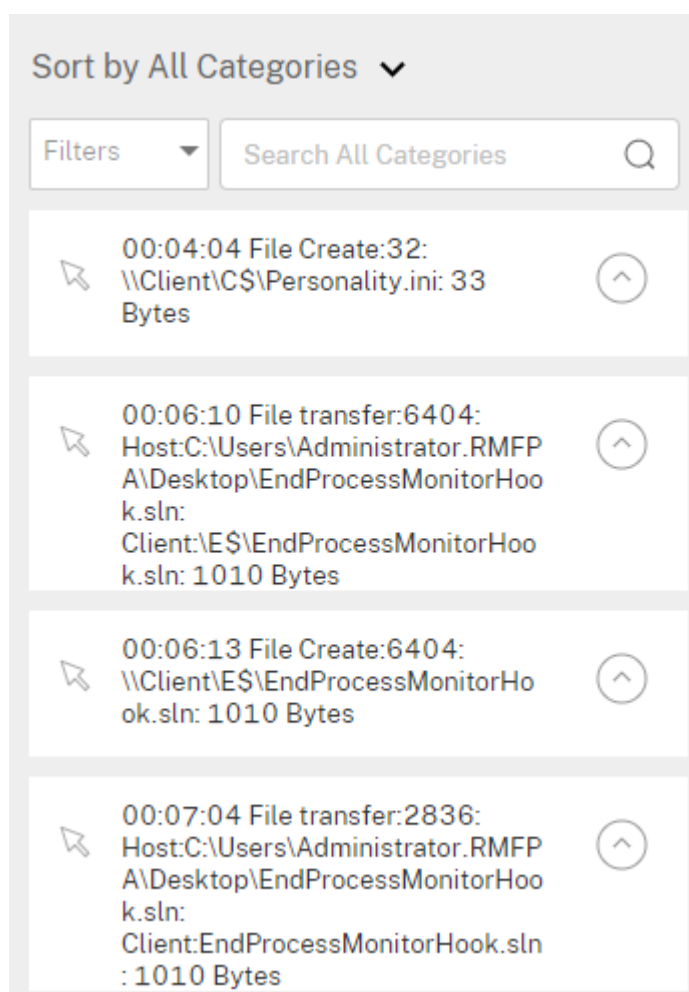 Sort by All Categories
Filters
Search All Categories
00:04:04 File Create:32:
\\Client\C$\Personality.ini: 33
Bytes
00:06:10 File transfer:6404:
Host:C:\Users\Administrator.RMFP
A\Desktop\EndProcessMonitorHoo
k.sln:
Client:\E$\EndProcessMonitorHoo
k.sln: 1010 Bytes
00:06:13 File Create:6404:
\\Client\E$\EndProcessMonitorHo
ok.sln: 1010 Bytes
00:07:04 File transfer:2836:
Host:C:\Users\Administrator.RMFP
A\Desktop\EndProcessMonitorHoo
k.sln:
Client:EndProcessMonitorHook.sln
: 1010 Bytes